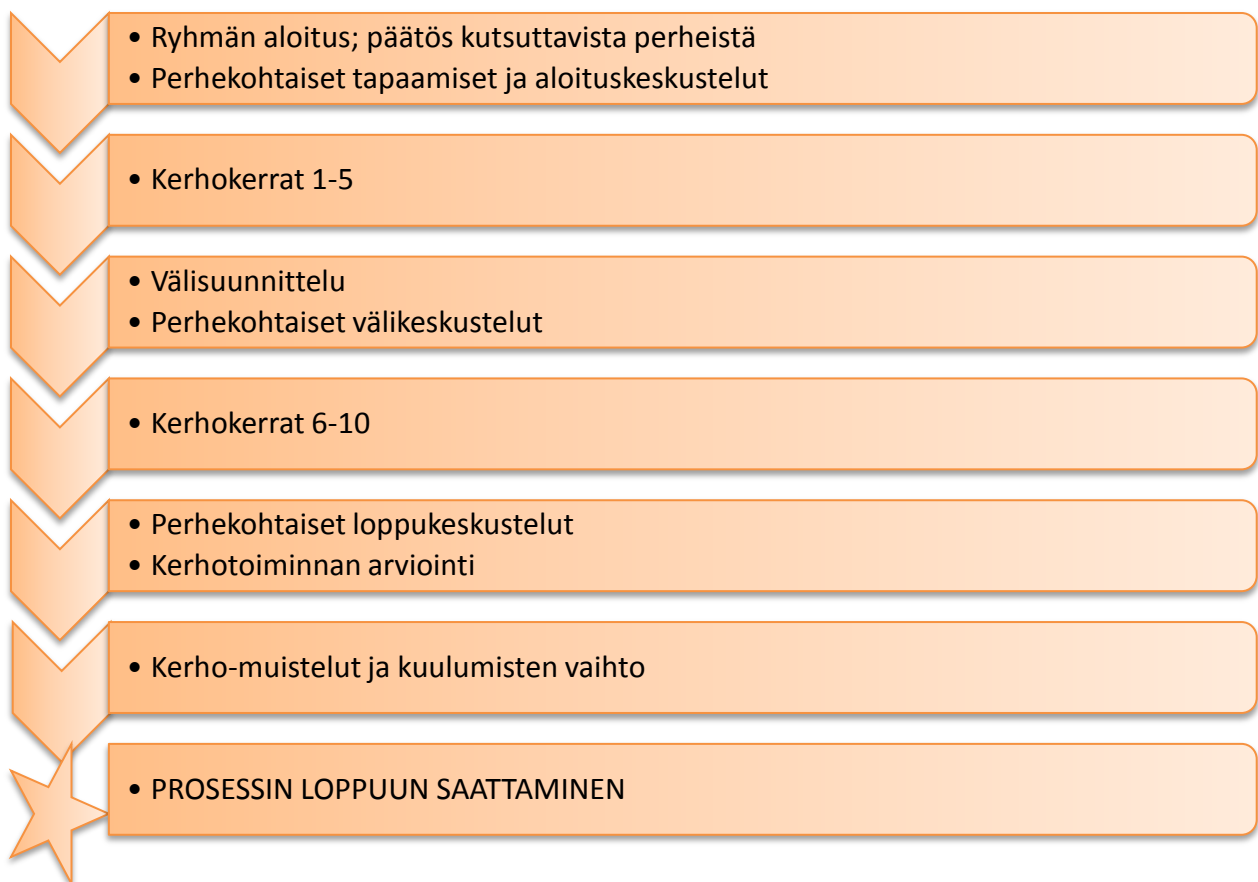 • Ryhmän aloitus; päätös kutsuttavista perheistä
• Perhekohtaiset tapaamiset ja aloituskeskustelut
• Kerhokerrat 1-5
• Välisuunnittelu
• Perhekohtaiset välikeskustelut
• Kerhokerrat 6-10
• Perhekohtaiset loppukeskustelut
• Kerhotoiminnan arviointi
• Kerho-muistelut ja kuulumisten vaihto
• PROSESSIN LOPPUUN SAATTAMINEN